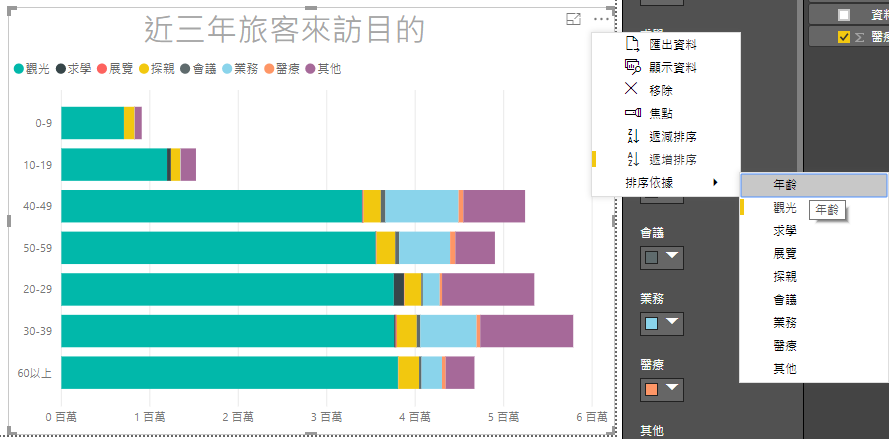 近三年旅客來訪目的
觀光 求學 展覽 探親 會議 業務 醫療 其他
0-9
10-19
40-49
50-59
20-29
30-39
60以上
0 百萬 1 百萬 2 百萬 3 百萬 4 百萬 5 百萬 6 百萬
匯出資料
顯示資料
移除
焦點
遞減排序
遞增排序
排序依據
年齡
觀光
求學
展覽
探親
會議
業務
醫療
其他
年齡
會議
業務
醫療
其他
資料
Σ 醫療